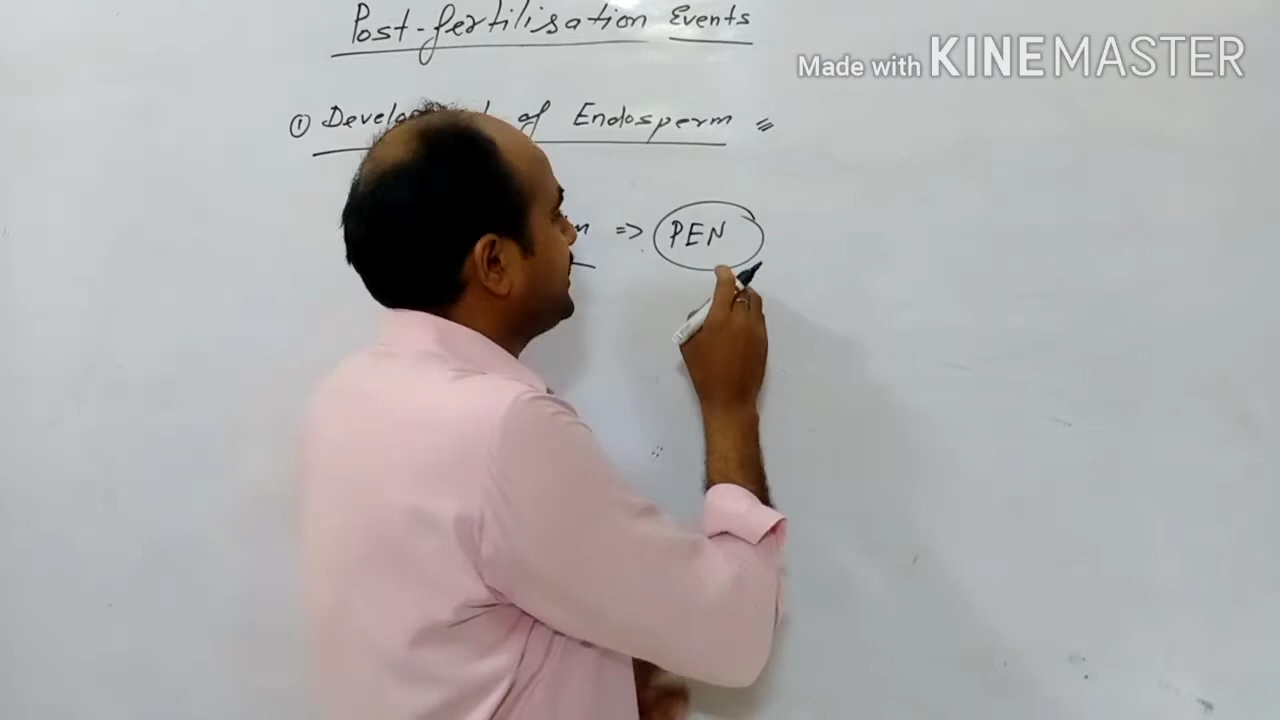 Post-fertilisation Events
Made with KINEMASTER
① of Endosperm
=> PEN